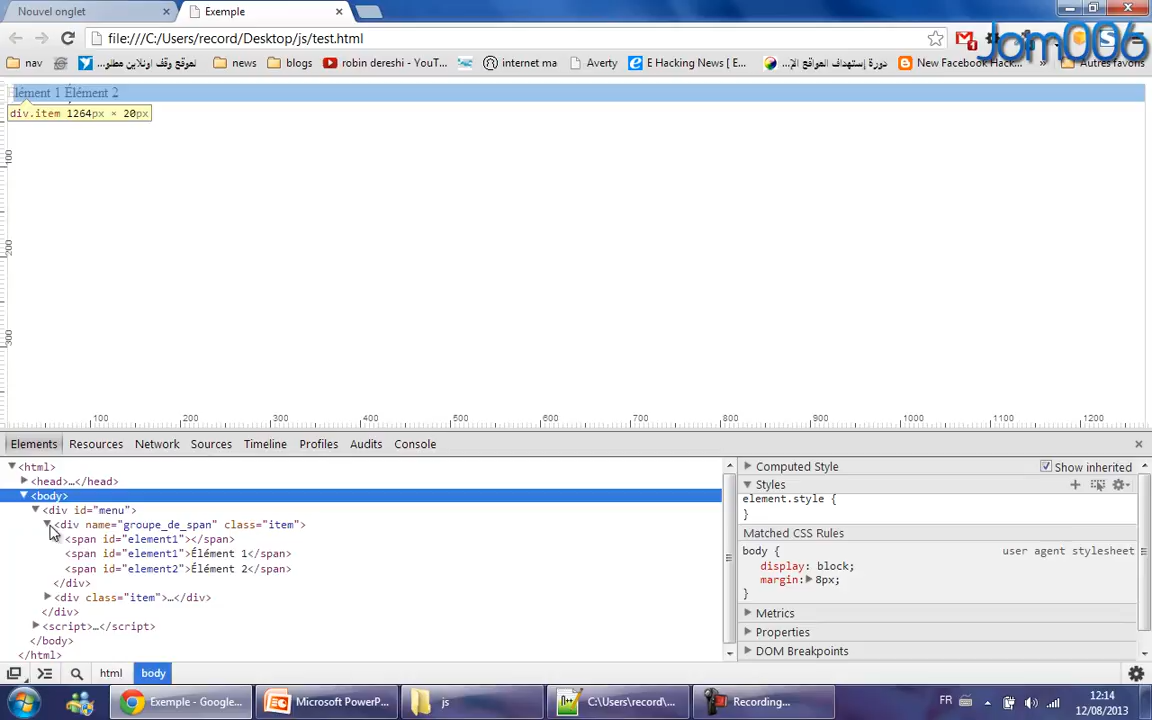 Nouvel onglet
Exemple
file:///C:/Users/record/Desktop/js/test.html
Jom006
nav
news
blogs
robin dereshi - YouT...
internet ma
Averty
E Hacking News [ E...
New Facebook Hack
»
Autres favoris
lément 1 Élément 2
div.item 1264px × 20px
100
200
300
100
200
300
400
500
600
700
800
900
1000
1100
1200
Elements
Resources
Network
Sources
Timeline
Profiles
Audits
Console
<html>
<head>…</head>
<body>
<div id="menu">
<div name="groupe_de_span" class="item">
<span id="element1"></span>
<span id="element1">Élément 1</span>
<span id="element2">Élément 2</span>
</div>
<div class="item">…</div>
</div>
<script>…</script>
</body>
</html>
Computed Style
Show inherited
Styles
element.style {
}
Matched CSS Rules
body {
user agent stylesheet
display: block;
margin: 8px;
}
Metrics
Properties
DOM Breakpoints
html
body
Exemple - Google...
Microsoft PowerP...
js
C:\Users\record\...
Recording...
FR
12:14
12/08/2013